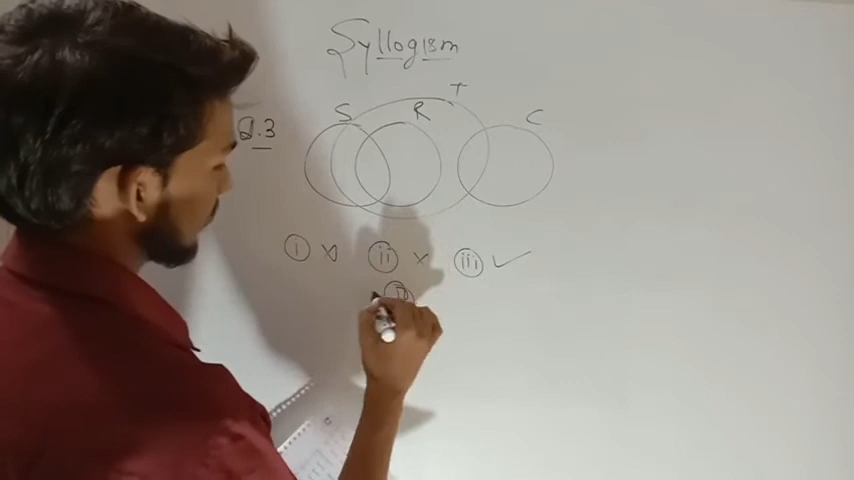 Syllogism
T
S R C
Q.3
i x ii x iii ✓
D